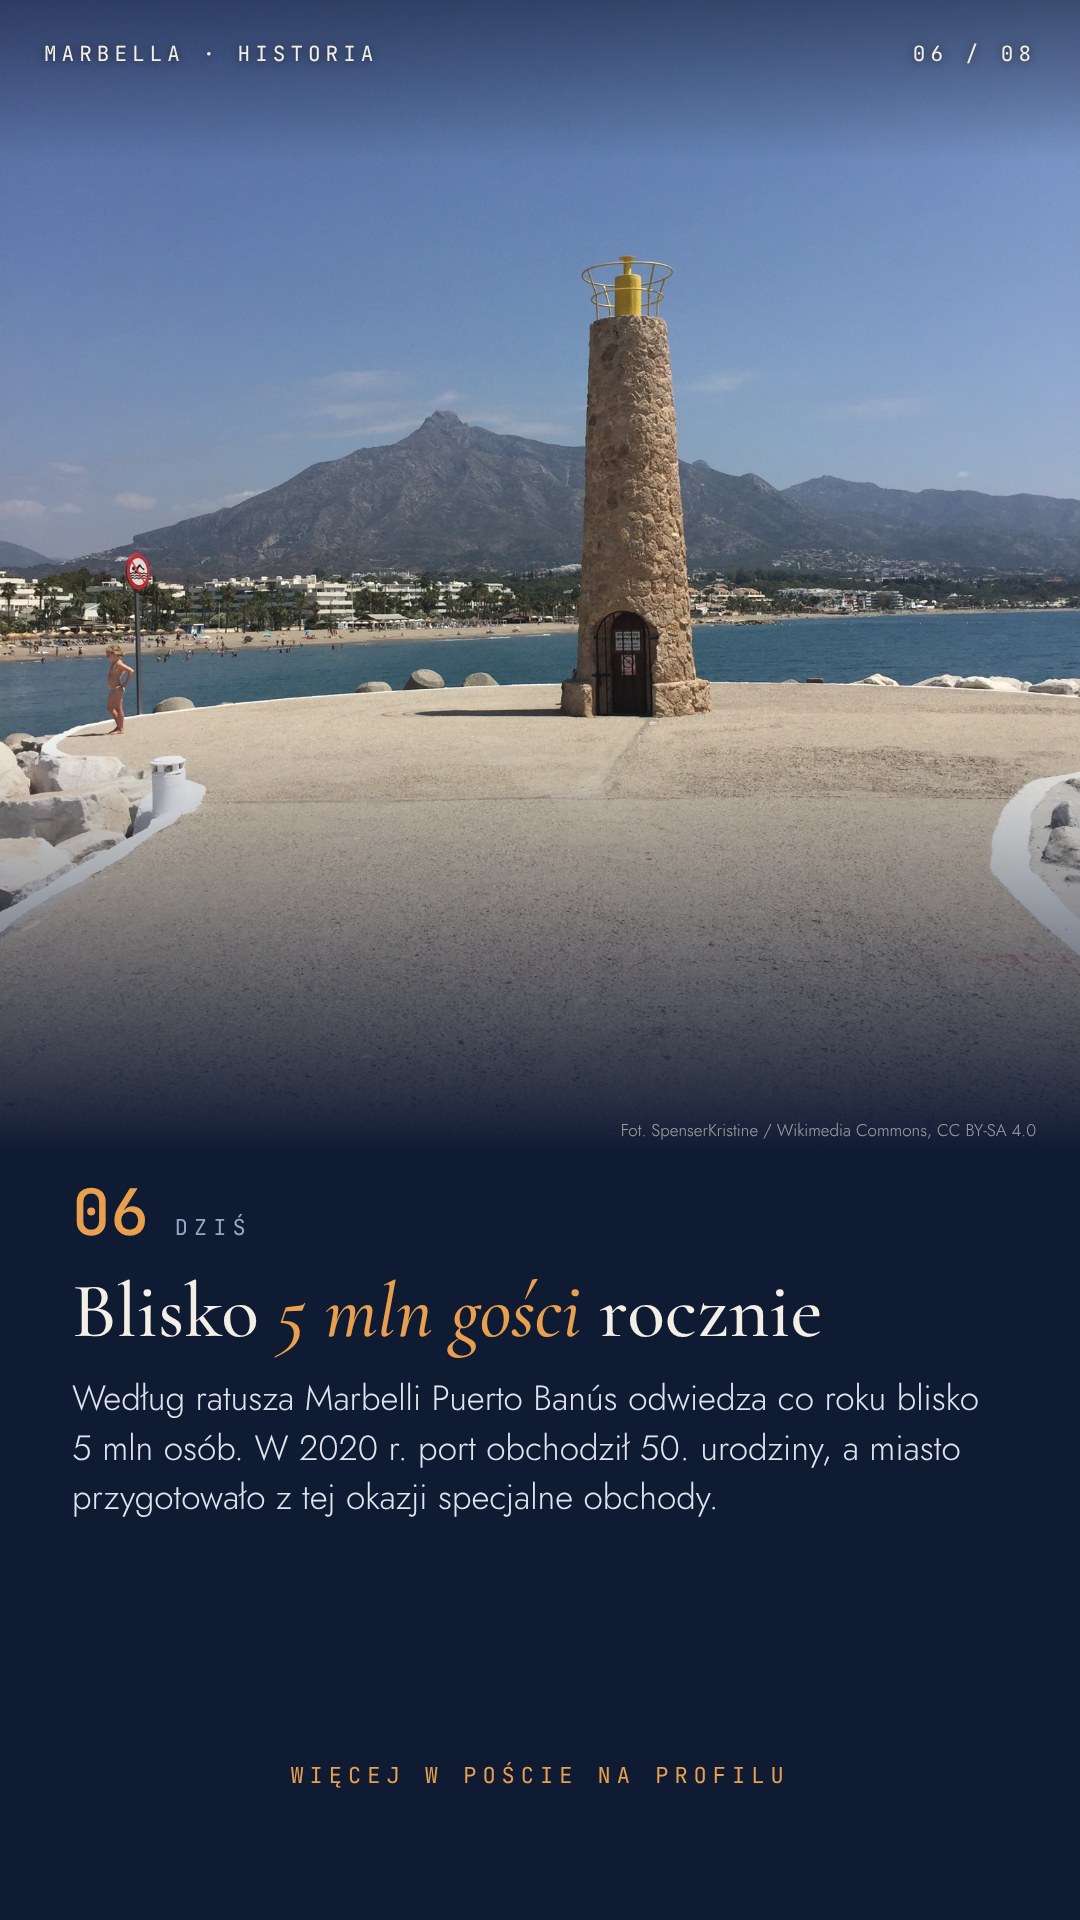 MARBELLA · HISTORIA
06 / 08
Fot. SpenserKristine / Wikimedia Commons, CC BY-SA 4.0
06 DZIŚ
Blisko 5 mln gości rocznie
Według ratusza Marbelli Puerto Banús odwiedza co roku blisko
5 mln osób. W 2020 r. port obchodził 50. urodziny, a miasto
przygotowało z tej okazji specjalne obchody.
WIĘCEJ W POŚCIE NA PROFILU